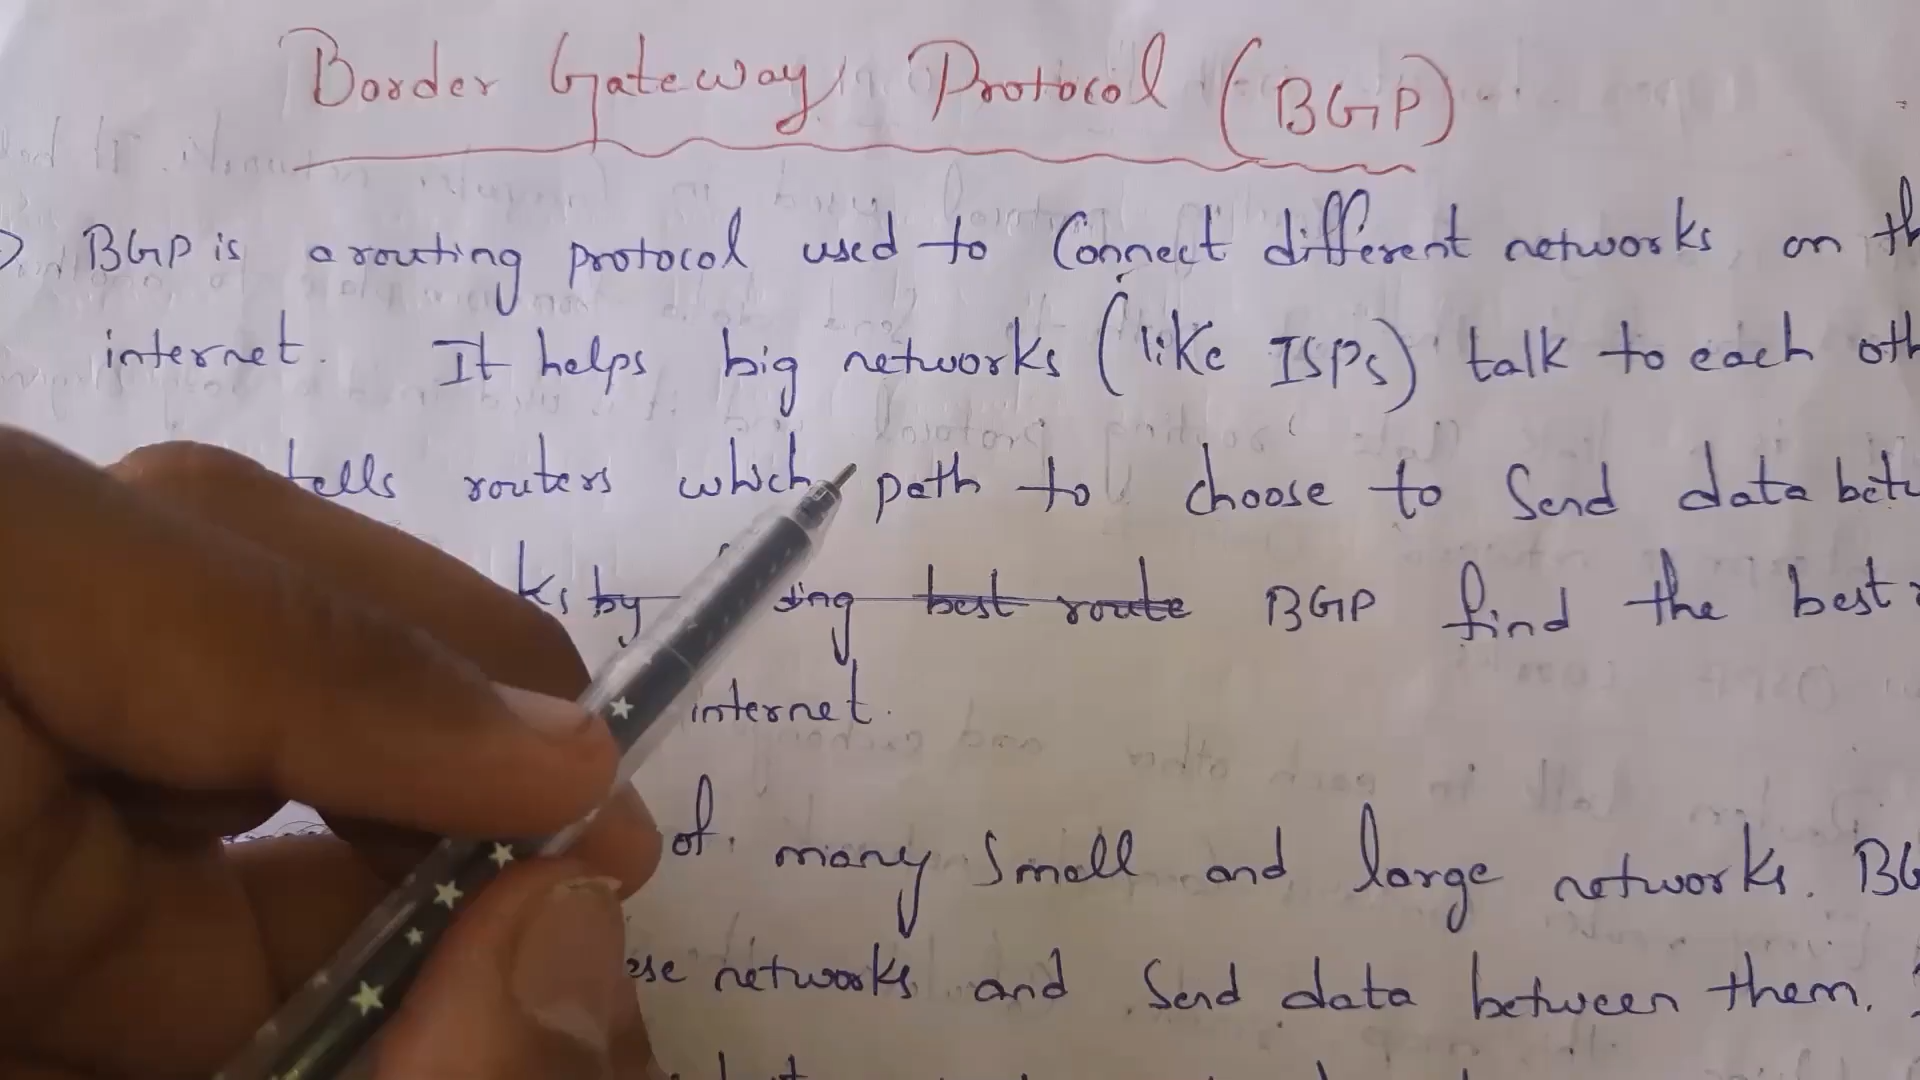 Border Gateway Protocol (BGP)
BGP is a routing protocol used to Connect different networks on th
internet. It helps big networks (like ISPs) talk to each oth
tells routers which path to choose to Send data betw
ks by best route BGP find the best
internet.
of many Small and large networks. BG
ese networks and Send data between them.